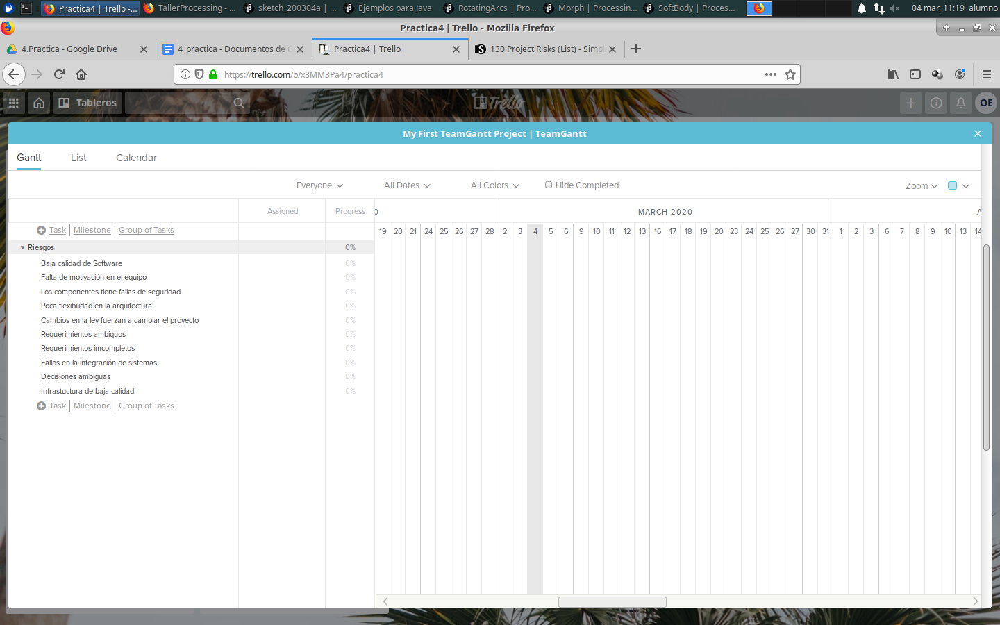 Practica4 | Trello -...
TallerProcessing - ...
sketch_200304a | ...
Ejemplos para Java
RotatingArcs | Pro...
Morph | Processin...
SoftBody | Proces...
04 mar, 11:19 alumno
Practica4 | Trello - Mozilla Firefox
4.Practica - Google Drive
4_practica - Documentos de G
Practica4 | Trello
130 Project Risks (List) - Simpl
https://trello.com/b/x8MM3Pa4/practica4
Tableros
Trello
OE
My First TeamGantt Project | TeamGantt
Gantt
List
Calendar
Everyone
All Dates
All Colors
Hide Completed
Zoom
Assigned
Progress
0
MARCH 2020
A
Task | Milestone | Group of Tasks
19 20 21 24 25 26 27 28 2 3 4 5 6 9 10 11 12 13 16 17 18 19 20 23 24 25 26 27 30 31 1 2 3 6 7 8 9 10 13 14
Riesgos 0%
Baja calidad de Software 0%
Falta de motivación en el equipo 0%
Los componentes tiene fallas de seguridad 0%
Poca flexibilidad en la arquitectura 0%
Cambios en la ley fuerzan a cambiar el proyecto 0%
Requerimientos ambiguos 0%
Requerimientos imcompletos 0%
Fallos en la integración de sistemas 0%
Decisiones ambiguas 0%
Infrastuctura de baja calidad 0%
Task | Milestone | Group of Tasks